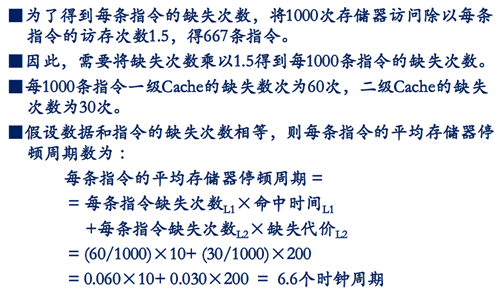 ■为了得到每条指令的缺失次数，将1000次存储器访问除以每条
指令的访存次数1.5，得667条指令。
■因此，需要将缺失次数乘以1.5得到每1000条指令的缺失次数。
■每1000条指令一级Cache的缺失数次为60次，二级Cache的缺失
次数为30次。
■假设数据和指令的缺失次数相等，则每条指令的平均存储器停
顿周期数为：
每条指令的平均存储器停顿周期＝
＝每条指令缺失次数L1×命中时间L1
+每条指令缺失次数L2×缺失代价L2
＝(60/1000)×10+ (30/1000)×200
＝0.060×10+ 0.030×200 ＝ 6.6个时钟周期